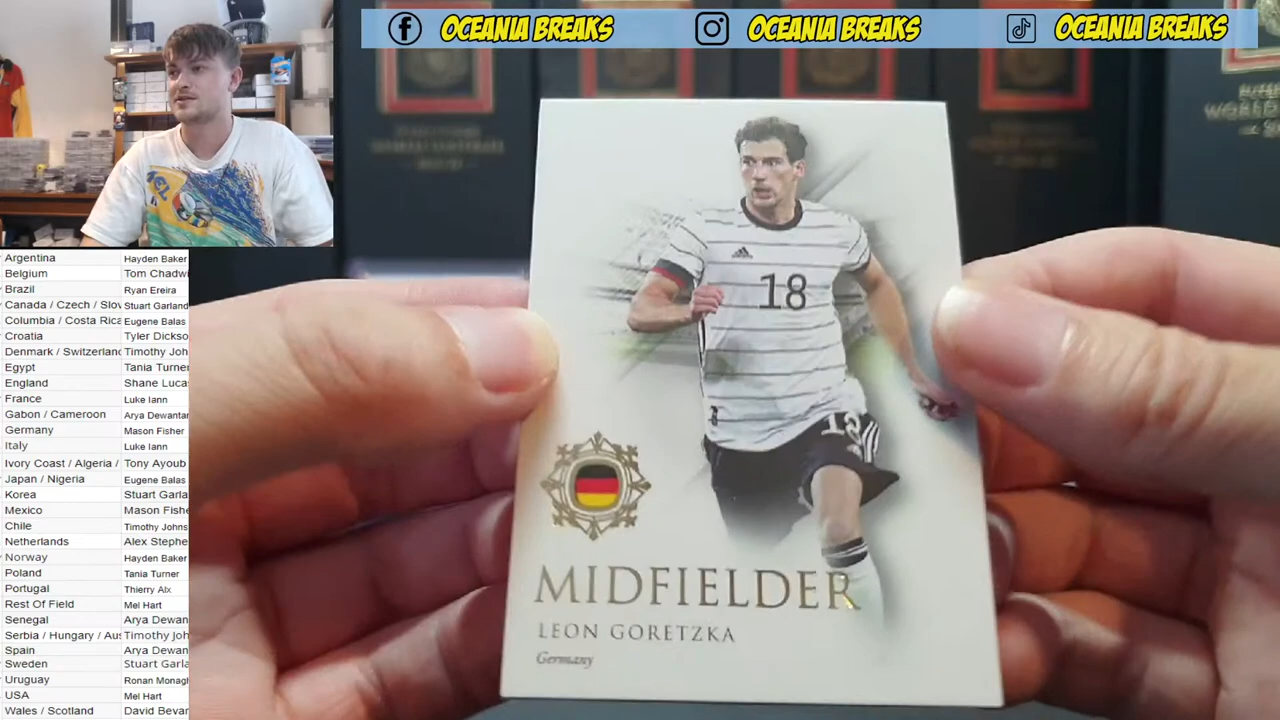 OCEANIA BREAKS
OCEANIA BREAKS
OCEANIA BREAKS
18
18
MIDFIELDER
LEON GORETZKA
Germany
Argentina Hayden Baker
Belgium Tom Chadwi
Brazil Ryan Ereira
Canada / Czech / Slov Stuart Garland
Columbia / Costa Rica Eugene Balas
Croatia Tyler Dickso
Denmark / Switzerland Timothy Joh
Egypt Tania Turner
England Shane Lucas
France Luke Iann
Gabon / Cameroon Arya Dewantar
Germany Mason Fisher
Italy Luke Iann
Ivory Coast / Algeria / Tony Ayoub
Japan / Nigeria Eugene Balas
Korea Stuart Garla
Mexico Mason Fishe
Chile Timothy Johns
Netherlands Alex Stephe
Norway Hayden Baker
Poland Tania Turner
Portugal Thierry Alx
Rest Of Field Mel Hart
Senegal Arya Dewan
Serbia / Hungary / Aus Timothy joh
Spain Arya Dewan
Sweden Stuart Garla
Uruguay Ronan Monagh
USA Mel Hart
Wales / Scotland David Bevar